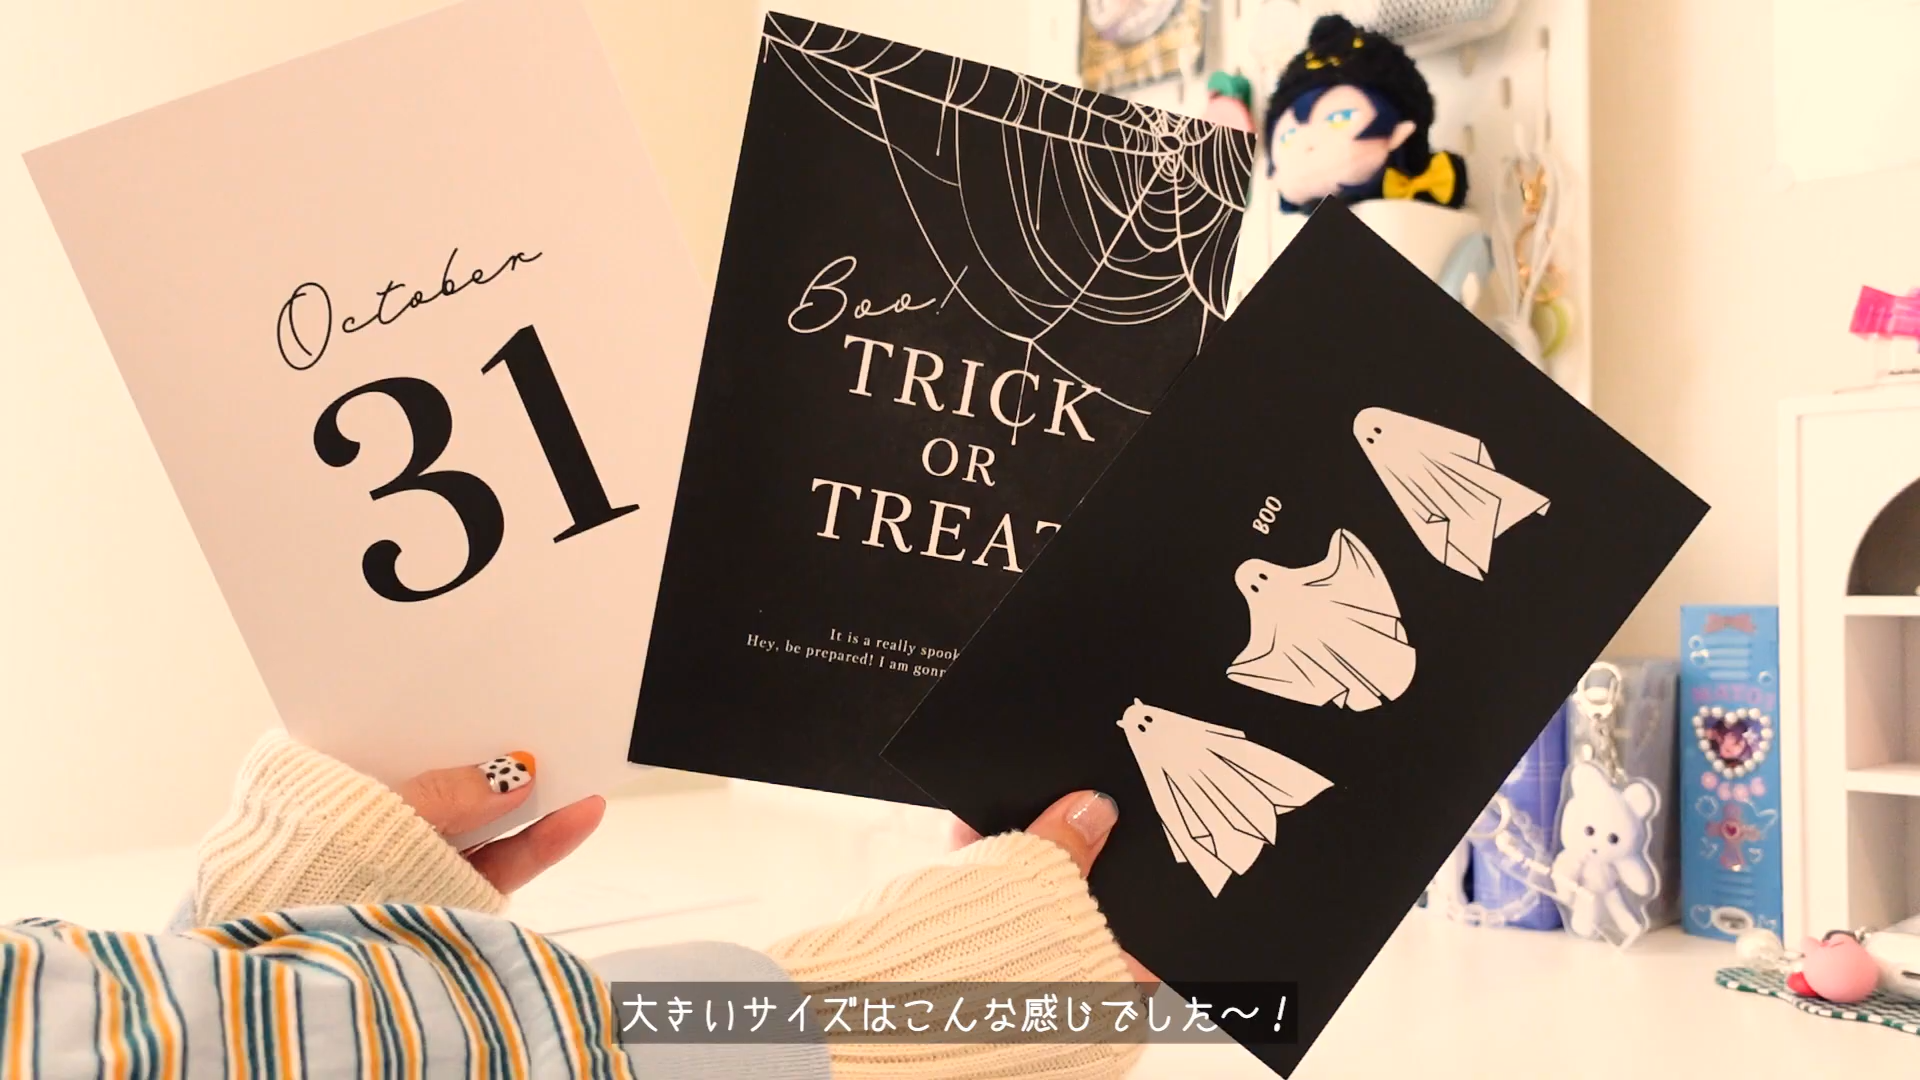 October
31
Boo!
TRICK
OR
TREAT
It is a really spook
Hey, be prepared! I am gonn
BOO
大きいサイズはこんな感じでした〜!